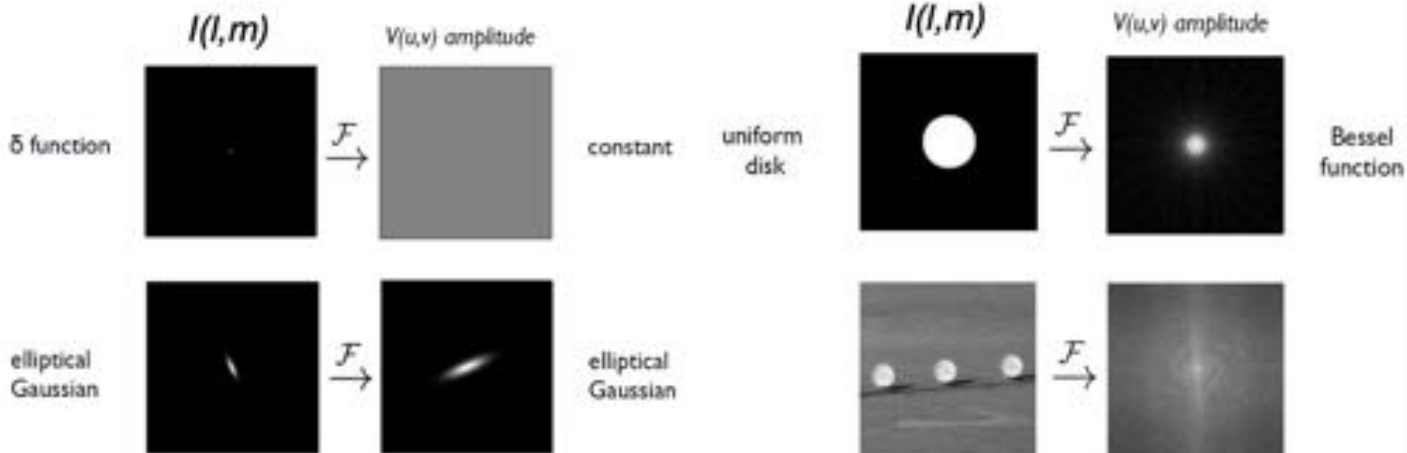 I(l,m)
V(u,v) amplitude
δ function
F
constant
elliptical
Gaussian
F
elliptical
Gaussian
I(l,m)
V(u,v) amplitude
uniform
disk
F
Bessel
function
F